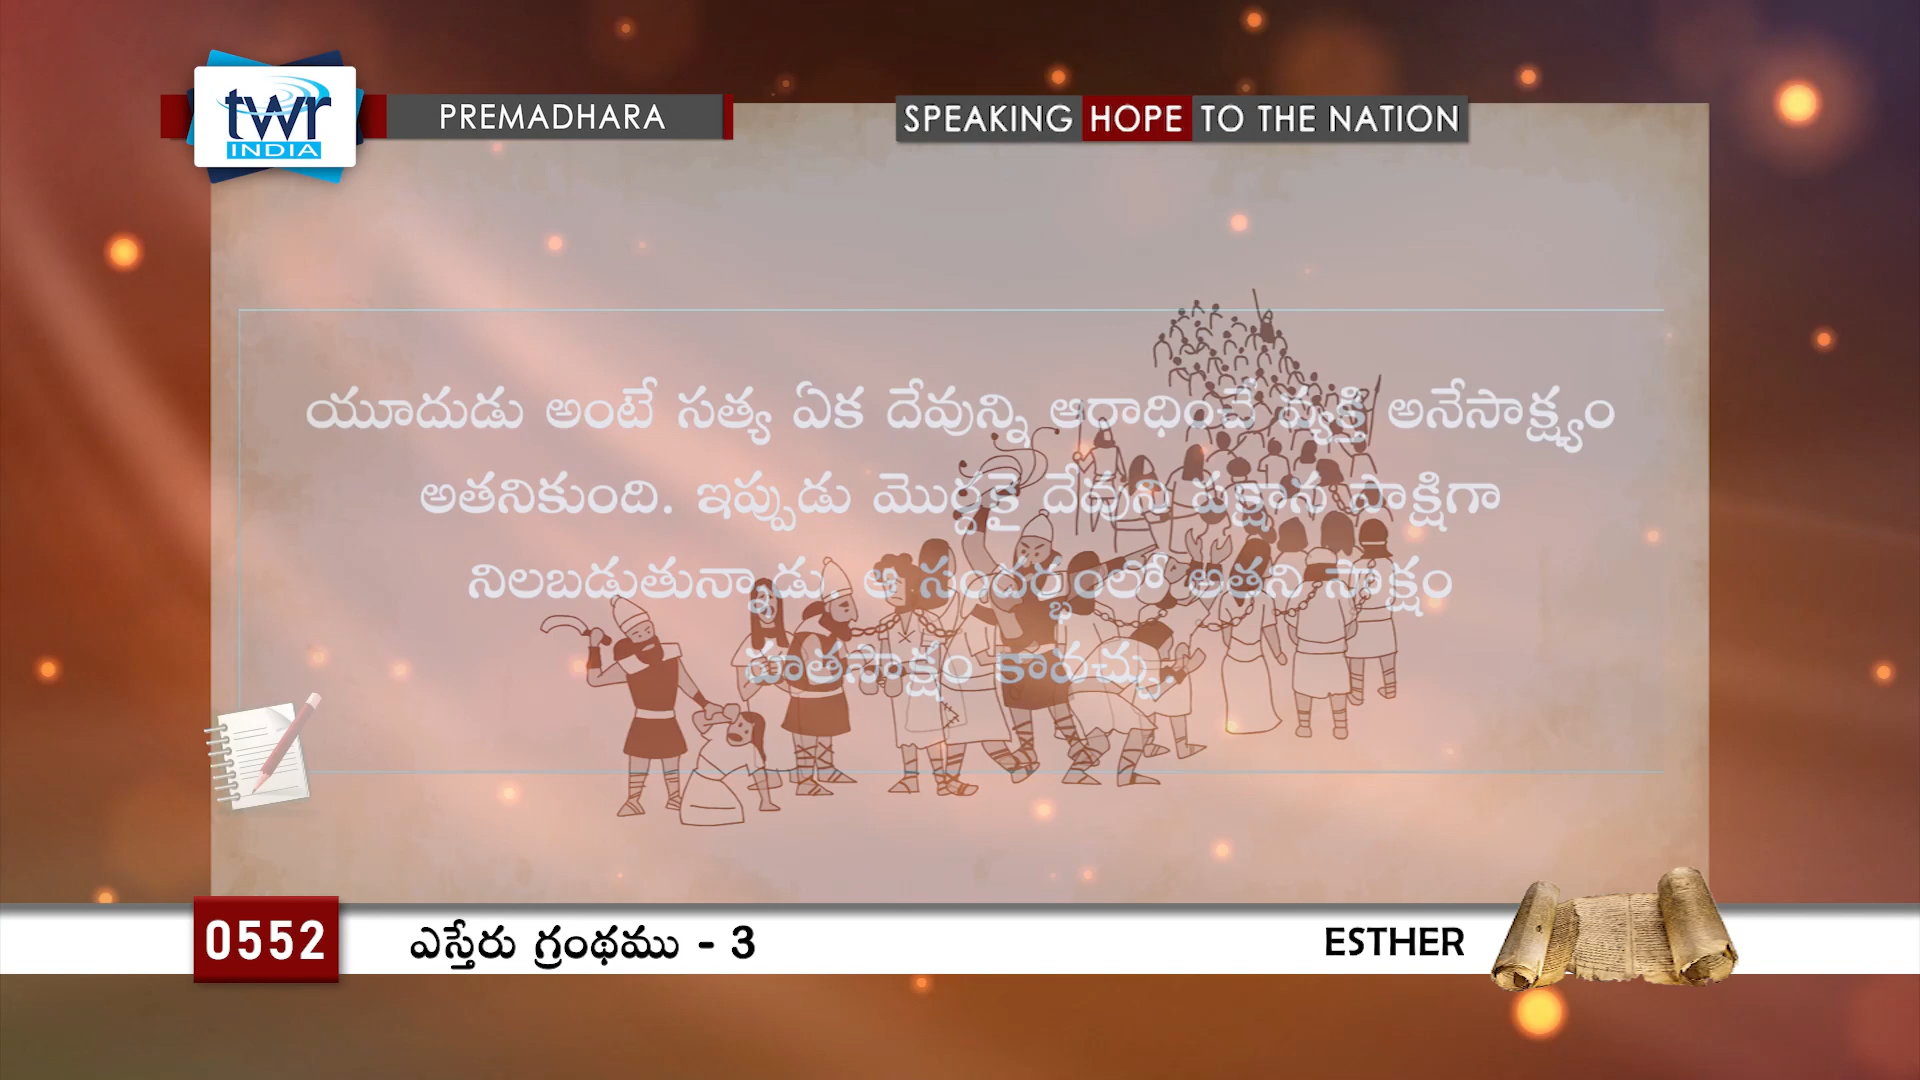 twr
INDIA
PREMADHARA
SPEAKING HOPE TO THE NATION
యూదుడు అంటే సత్య ఏక దేవున్ని ఆరాధించే వ్యక్తి అనేసాక్ష్యం
అతనికుంది. ఇప్పుడు మొర్దకై దేవుని పక్షాన సాక్షిగా
నిలబడుతున్నాడు. ఆ సందర్భంలో అతని సాక్షం
హతసాక్షం కావచ్చు.
0552
ఎస్తేరు గ్రంథము - 3
ESTHER